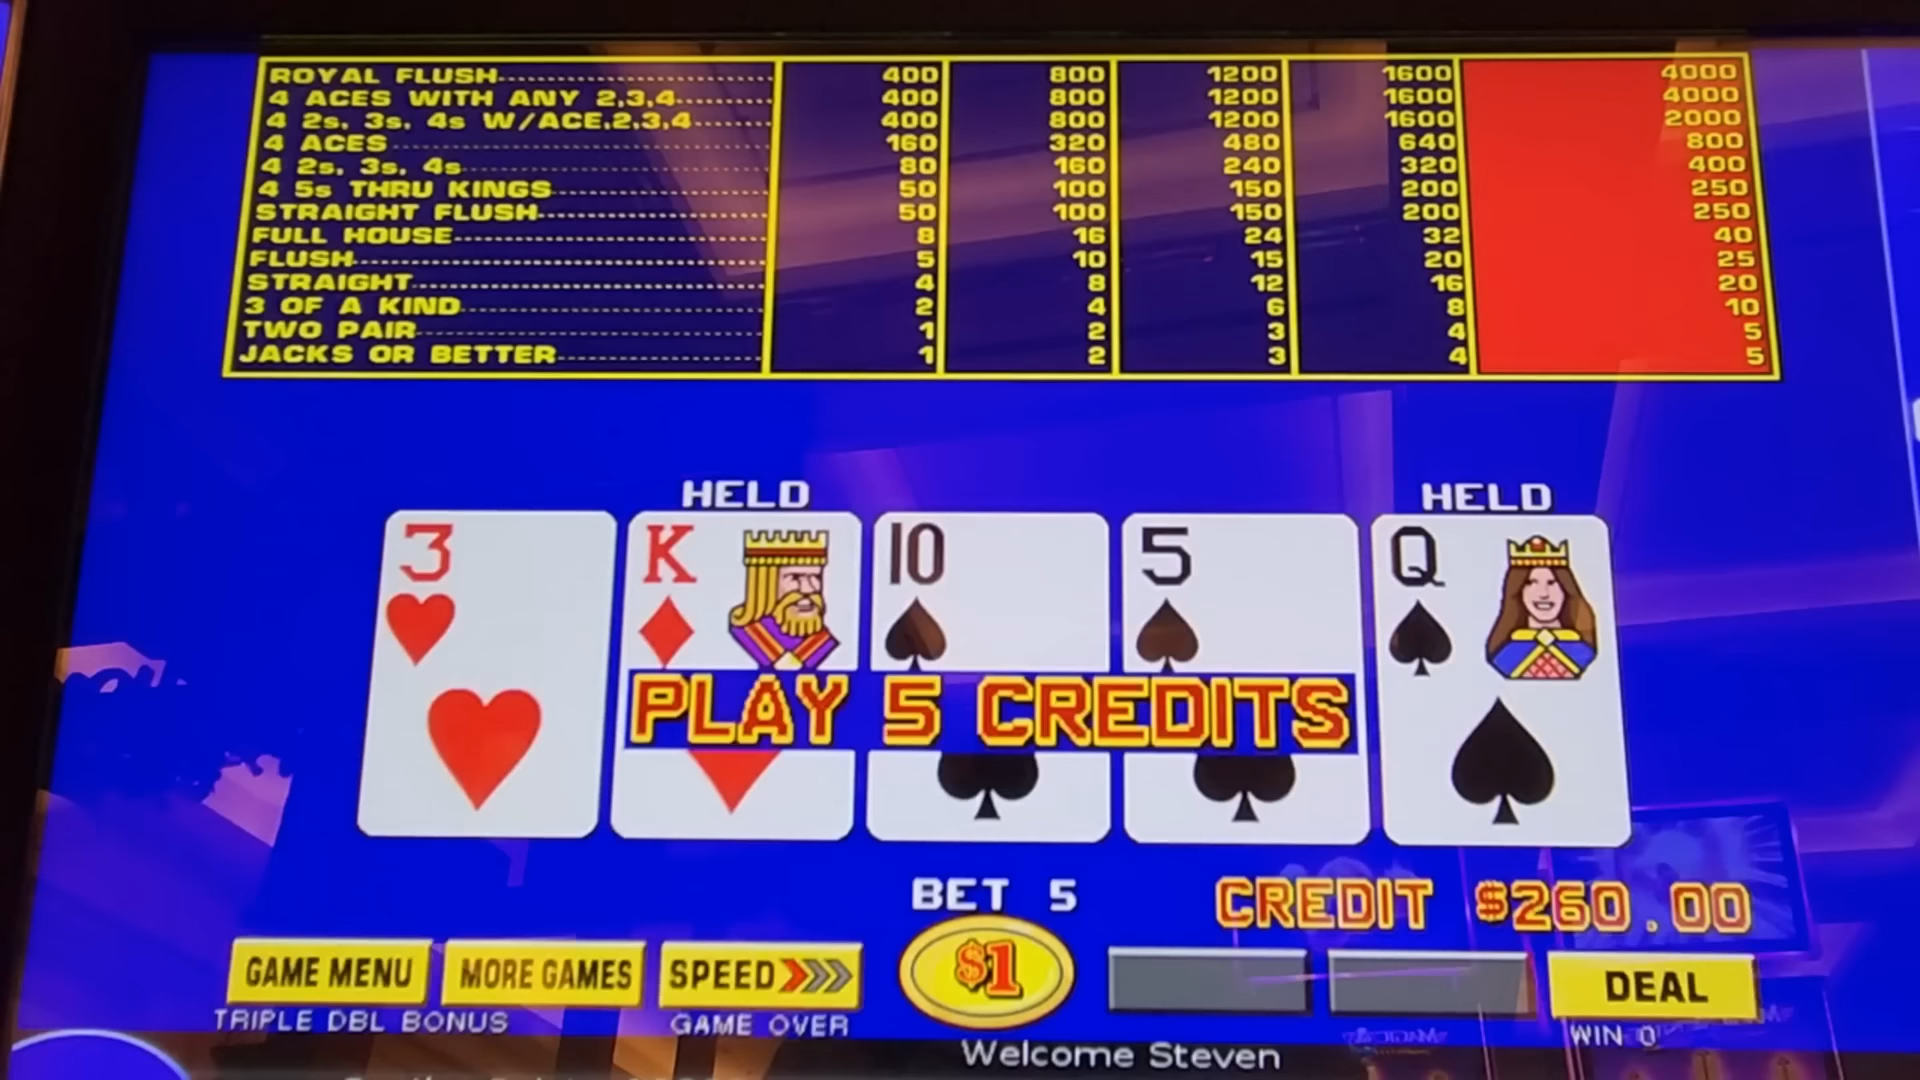 ROYAL FLUSH 400 800 1200 1600 4000
4 ACES WITH ANY 2,3,4 400 800 1200 1600 4000
4 2s, 3s, 4s W/ACE,2,3,4 400 800 1200 1600 2000
4 ACES 160 320 480 640 800
4 2s, 3s, 4s 80 160 240 320 400
4 5s THRU KINGS 50 100 150 200 250
STRAIGHT FLUSH 50 100 150 200 250
FULL HOUSE 8 16 24 32 40
FLUSH 5 10 15 20 25
STRAIGHT 4 8 12 16 20
3 OF A KIND 2 4 6 8 10
TWO PAIR 1 2 3 4 5
JACKS OR BETTER 1 2 3 4 5
HELD HELD
3 K 10 5 Q
PLAY 5 CREDITS
BET 5 CREDIT $260.00
GAME MENU MORE GAMES SPEED $1 DEAL
TRIPLE DBL BONUS GAME OVER WIN 0
Welcome Steven